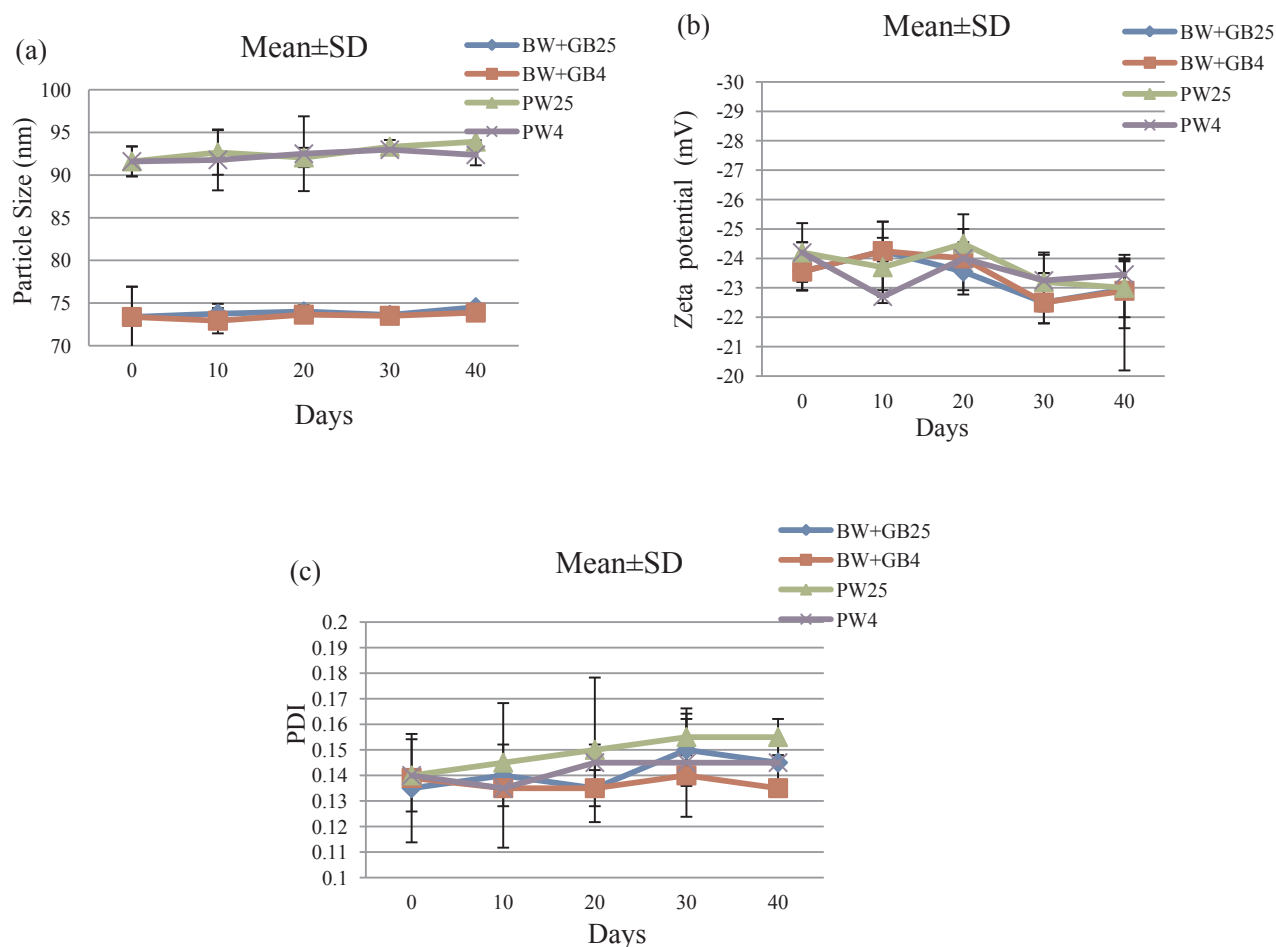 (a)
Mean±SD
BW+GB25
BW+GB4
PW25
PW4
100
95
90
85
80
75
70
Particle Size (nm)
0 10 20 30 40
Days
(b)
Mean±SD
BW+GB25
BW+GB4
PW25
PW4
-30
-29
-28
-27
-26
-25
-24
-23
-22
-21
-20
Zeta potential (mV)
0 10 20 30 40
Days
(c)
Mean±SD
BW+GB25
BW+GB4
PW25
PW4
0.2
0.19
0.18
0.17
0.16
0.15
0.14
0.13
0.12
0.11
0.1
PDI
0 10 20 30 40
Days